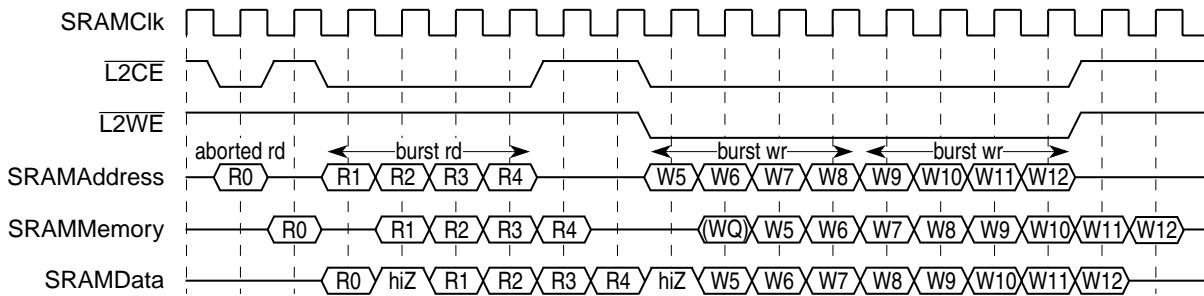 SRAMClk
L2CE
L2WE
aborted rd burst rd burst wr burst wr
SRAMAddress R0 R1 R2 R3 R4 W5 W6 W7 W8 W9 W10 W11 W12
SRAMMemory R0 R1 R2 R3 R4 (WQ) W5 W6 W7 W8 W9 W10 W11 W12
SRAMData R0 hiZ R1 R2 R3 R4 hiZ W5 W6 W7 W8 W9 W10 W11 W12